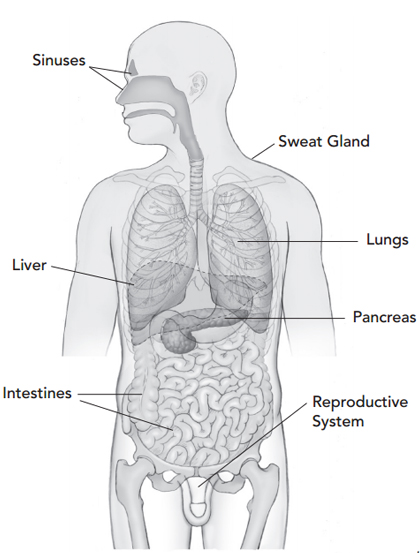 Sinuses
Sweat Gland
Lungs
Liver
Pancreas
Intestines
Reproductive
System